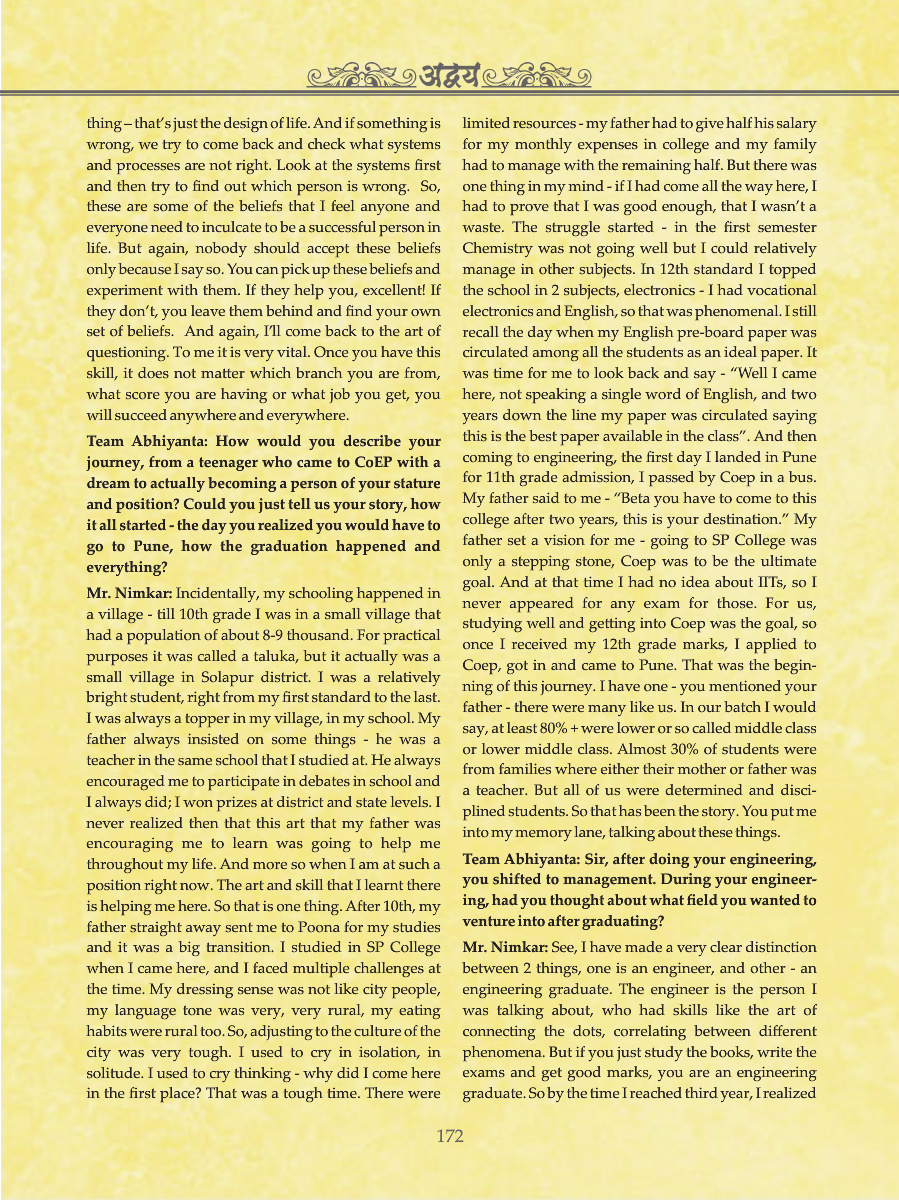 अद्वय
thing – that’s just the design of life. And if something is
wrong, we try to come back and check what systems
and processes are not right. Look at the systems first
and then try to find out which person is wrong.  So,
these are some of the beliefs that I feel anyone and
everyone need to inculcate to be a successful person in
life. But again, nobody should accept these beliefs
only because I say so. You can pick up these beliefs and
experiment with them. If they help you, excellent! If
they don’t, you leave them behind and find your own
set of beliefs.  And again, I’ll come back to the art of
questioning. To me it is very vital. Once you have this
skill, it does not matter which branch you are from,
what score you are having or what job you get, you
will succeed anywhere and everywhere.
Team Abhiyanta: How would you describe your
journey, from a teenager who came to CoEP with a
dream to actually becoming a person of your stature
and position? Could you just tell us your story, how
it all started - the day you realized you would have to
go to Pune, how the graduation happened and
everything?
Mr. Nimkar: Incidentally, my schooling happened in
a village - till 10th grade I was in a small village that
had a population of about 8-9 thousand. For practical
purposes it was called a taluka, but it actually was a
small village in Solapur district. I was a relatively
bright student, right from my first standard to the last.
I was always a topper in my village, in my school. My
father always insisted on some things - he was a
teacher in the same school that I studied at. He always
encouraged me to participate in debates in school and
I always did; I won prizes at district and state levels. I
never realized then that this art that my father was
encouraging me to learn was going to help me
throughout my life. And more so when I am at such a
position right now. The art and skill that I learnt there
is helping me here. So that is one thing. After 10th, my
father straight away sent me to Poona for my studies
and it was a big transition. I studied in SP College
when I came here, and I faced multiple challenges at
the time. My dressing sense was not like city people,
my language tone was very, very rural, my eating
habits were rural too. So, adjusting to the culture of the
city was very tough. I used to cry in isolation, in
solitude. I used to cry thinking - why did I come here
in the first place? That was a tough time. There were
limited resources - my father had to give half his salary
for my monthly expenses in college and my family
had to manage with the remaining half. But there was
one thing in my mind - if I had come all the way here, I
had to prove that I was good enough, that I wasn’t a
waste. The struggle started - in the first semester
Chemistry was not going well but I could relatively
manage in other subjects. In 12th standard I topped
the school in 2 subjects, electronics - I had vocational
electronics and English, so that was phenomenal. I still
recall the day when my English pre-board paper was
circulated among all the students as an ideal paper. It
was time for me to look back and say - “Well I came
here, not speaking a single word of English, and two
years down the line my paper was circulated saying
this is the best paper available in the class”. And then
coming to engineering, the first day I landed in Pune
for 11th grade admission, I passed by Coep in a bus.
My father said to me - “Beta you have to come to this
college after two years, this is your destination.” My
father set a vision for me - going to SP College was
only a stepping stone, Coep was to be the ultimate
goal. And at that time I had no idea about IITs, so I
never appeared for any exam for those. For us,
studying well and getting into Coep was the goal, so
once I received my 12th grade marks, I applied to
Coep, got in and came to Pune. That was the begin-
ning of this journey. I have one - you mentioned your
father - there were many like us. In our batch I would
say, at least 80% + were lower or so called middle class
or lower middle class. Almost 30% of students were
from families where either their mother or father was
a teacher. But all of us were determined and disci-
plined students. So that has been the story. You put me
into my memory lane, talking about these things.
Team Abhiyanta: Sir, after doing your engineering,
you shifted to management. During your engineer-
ing, had you thought about what field you wanted to
venture into after graduating?
Mr. Nimkar: See, I have made a very clear distinction
between 2 things, one is an engineer, and other - an
engineering graduate. The engineer is the person I
was talking about, who had skills like the art of
connecting the dots, correlating between different
phenomena. But if you just study the books, write the
exams and get good marks, you are an engineering
graduate. So by the time I reached third year, I realized
172